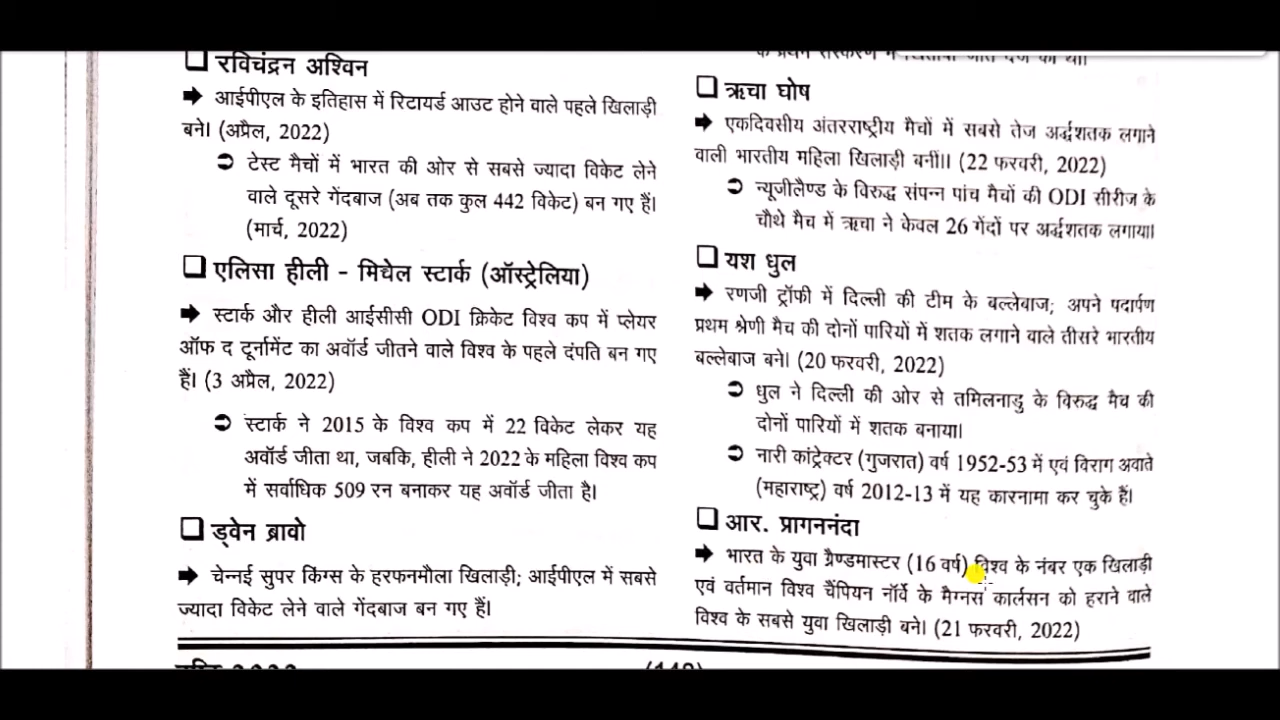 ❑ रविचंद्रन अश्विन
➡ आईपीएल के इतिहास में रिटायर्ड आउट होने वाले पहले खिलाड़ी
बने। (अप्रैल, 2022)
➲ टेस्ट मैचों में भारत की ओर से सबसे ज्यादा विकेट लेने
वाले दूसरे गेंदबाज (अब तक कुल 442 विकेट) बन गए हैं।
(मार्च, 2022)
❑ एलिसा हीली - मिचेल स्टार्क (ऑस्ट्रेलिया)
➡ स्टार्क और हीली आईसीसी ODI क्रिकेट विश्व कप में प्लेयर
ऑफ द टूर्नामेंट का अवॉर्ड जीतने वाले विश्व के पहले दंपति बन गए
हैं। (3 अप्रैल, 2022)
➲ स्टार्क ने 2015 के विश्व कप में 22 विकेट लेकर यह
अवॉर्ड जीता था, जबकि, हीली ने 2022 के महिला विश्व कप
में सर्वाधिक 509 रन बनाकर यह अवॉर्ड जीता है।
❑ ड्वेन ब्रावो
➡ चेन्नई सुपर किंग्स के हरफनमौला खिलाड़ी; आईपीएल में सबसे
ज्यादा विकेट लेने वाले गेंदबाज बन गए हैं।
❑ ऋचा घोष
➡ एकदिवसीय अंतरराष्ट्रीय मैचों में सबसे तेज अर्द्धशतक लगाने
वाली भारतीय महिला खिलाड़ी बनीं।। (22 फरवरी, 2022)
➲ न्यूजीलैण्ड के विरुद्ध संपन्न पांच मैचों की ODI सीरीज के
चौथे मैच में ऋचा ने केवल 26 गेंदों पर अर्द्धशतक लगाया।
❑ यश धुल
➡ रणजी ट्रॉफी में दिल्ली की टीम के बल्लेबाज; अपने पदार्पण
प्रथम श्रेणी मैच की दोनों पारियों में शतक लगाने वाले तीसरे भारतीय
बल्लेबाज बने। (20 फरवरी, 2022)
➲ धुल ने दिल्ली की ओर से तमिलनाडु के विरुद्ध मैच की
दोनों पारियों में शतक बनाया।
➲ नारी कांट्रेक्टर (गुजरात) वर्ष 1952-53 में एवं विराग अवाते
(महाराष्ट्र) वर्ष 2012-13 में यह कारनामा कर चुके हैं।
❑ आर. प्रागननंदा
➡ भारत के युवा ग्रैण्डमास्टर (16 वर्ष) विश्व के नंबर एक खिलाड़ी
एवं वर्तमान विश्व चैंपियन नॉर्वे के मैग्नस कार्लसन को हराने वाले
विश्व के सबसे युवा खिलाड़ी बने। (21 फरवरी, 2022)